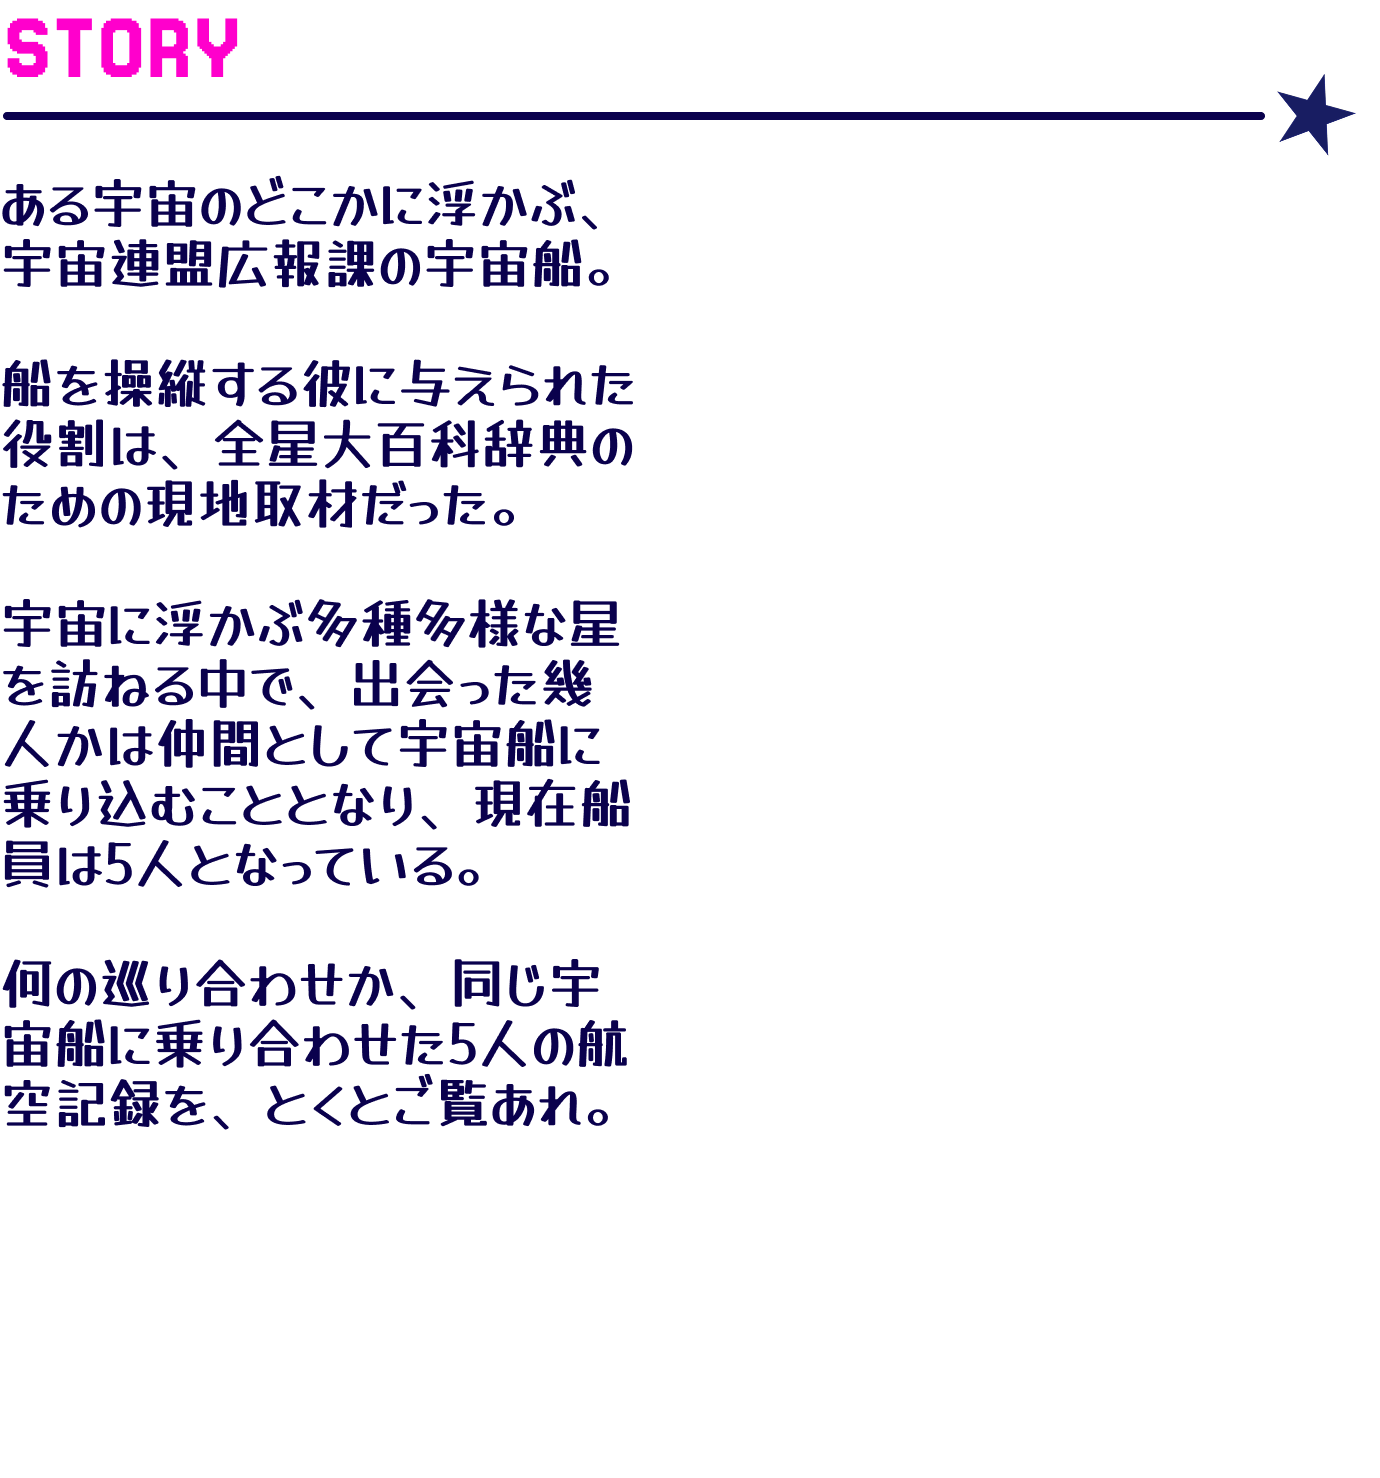 STORY
ある宇宙のどこかに浮かぶ、
宇宙連盟広報課の宇宙船。
船を操縦する彼に与えられた
役割は、全星大百科辞典の
ための現地取材だった。
宇宙に浮かぶ多種多様な星
を訪ねる中で、出会った幾
人かは仲間として宇宙船に
乗り込むこととなり、現在船
員は5人となっている。
何の巡り合わせか、同じ宇
宙船に乗り合わせた5人の航
空記録を、とくとご覧あれ。